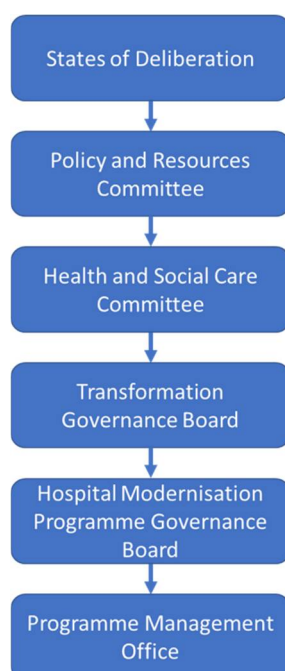 States of Deliberation
Policy and Resources
Committee
Health and Social Care
Committee
Transformation
Governance Board
Hospital Modernisation
Programme Governance
Board
Programme Management
Office